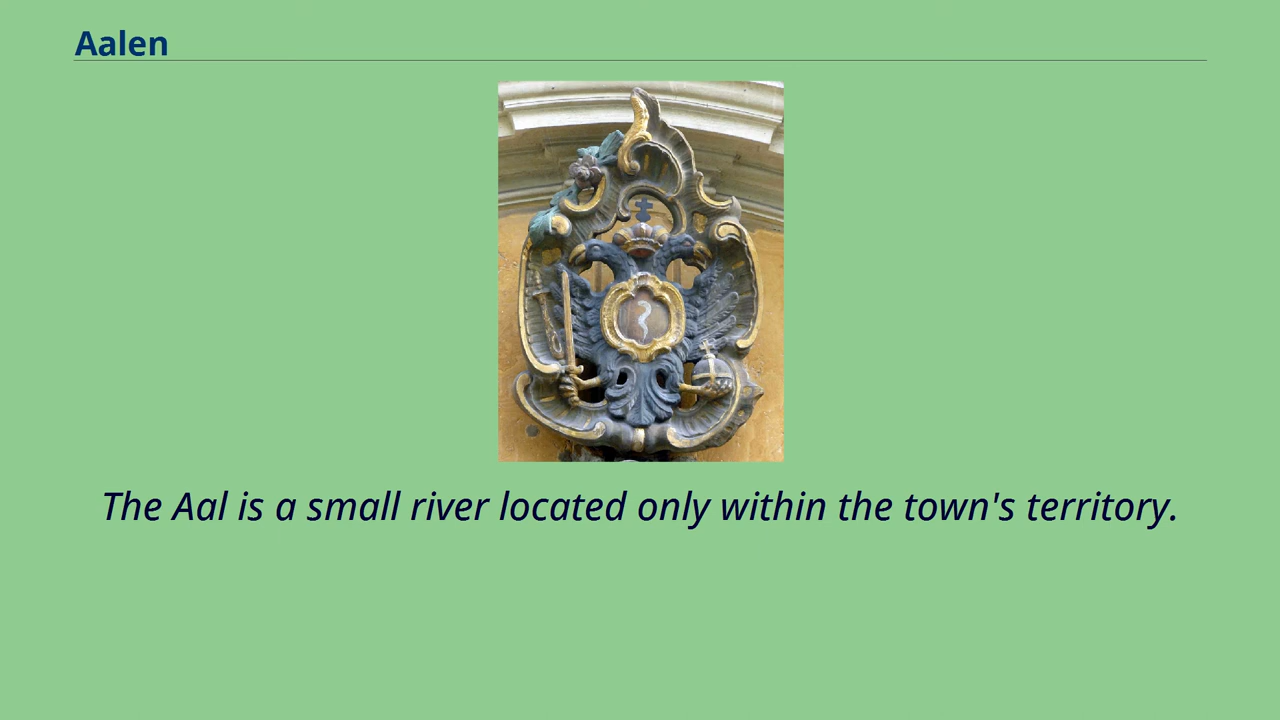 Aalen
The Aal is a small river located only within the town's territory.